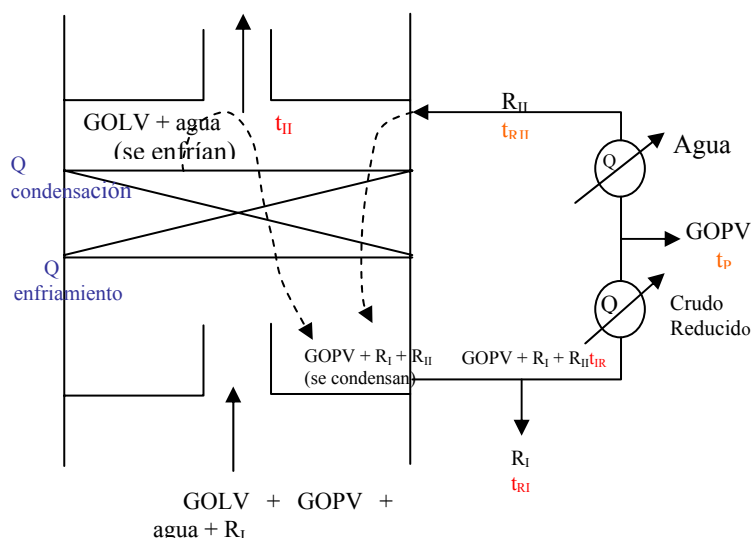 GOLV + agua
(se enfrían)
t_II
R_II
t_RII
Q
Agua
Q
condensación
GOPV
t_P
Q
enfriamiento
Q
Crudo
Reducido
GOPV + R_I + R_II
(se condensan)
GOPV + R_I + R_II t_IR
R_I
t_RI
GOLV + GOPV +
agua + R_I